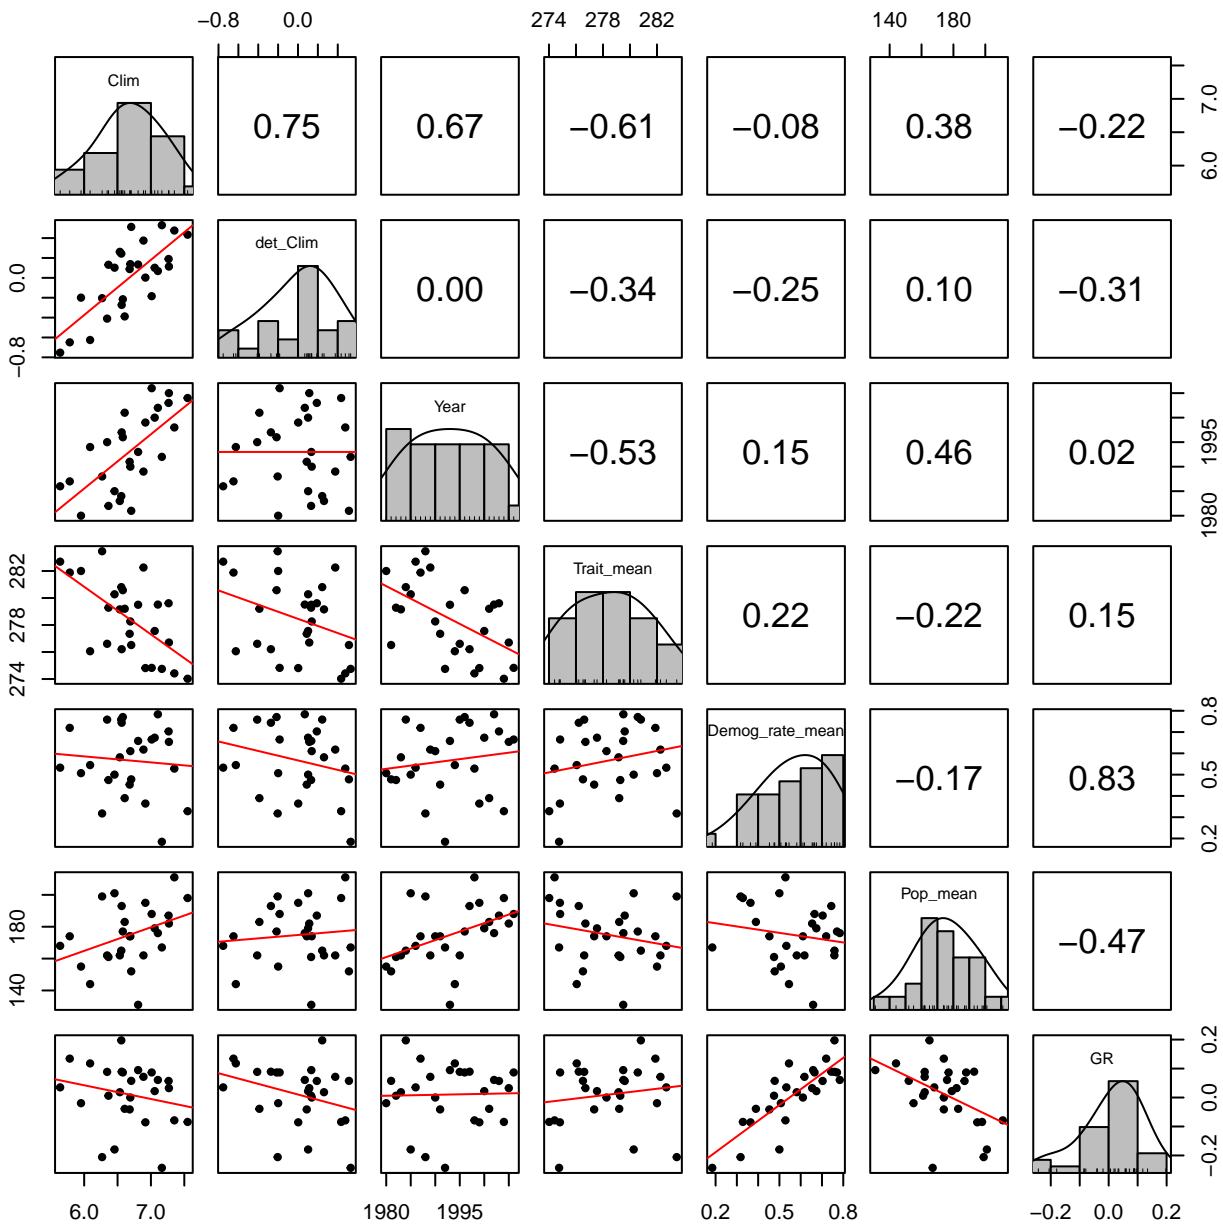 −0.8 0.0 274 278 282 140 180
Clim 0.75 0.67 −0.61 −0.08 0.38 −0.22 6.0 7.0
−0.8 0.0 det_Clim 0.00 −0.34 −0.25 0.10 −0.31
Year −0.53 0.15 0.46 0.02 1980 1995
274 278 282 Trait_mean 0.22 −0.22 0.15
Demog_rate_mean −0.17 0.83 0.2 0.5 0.8
140 180 Pop_mean −0.47
GR −0.2 0.0 0.2
6.0 7.0 1980 1995 0.2 0.5 0.8 −0.2 0.0 0.2